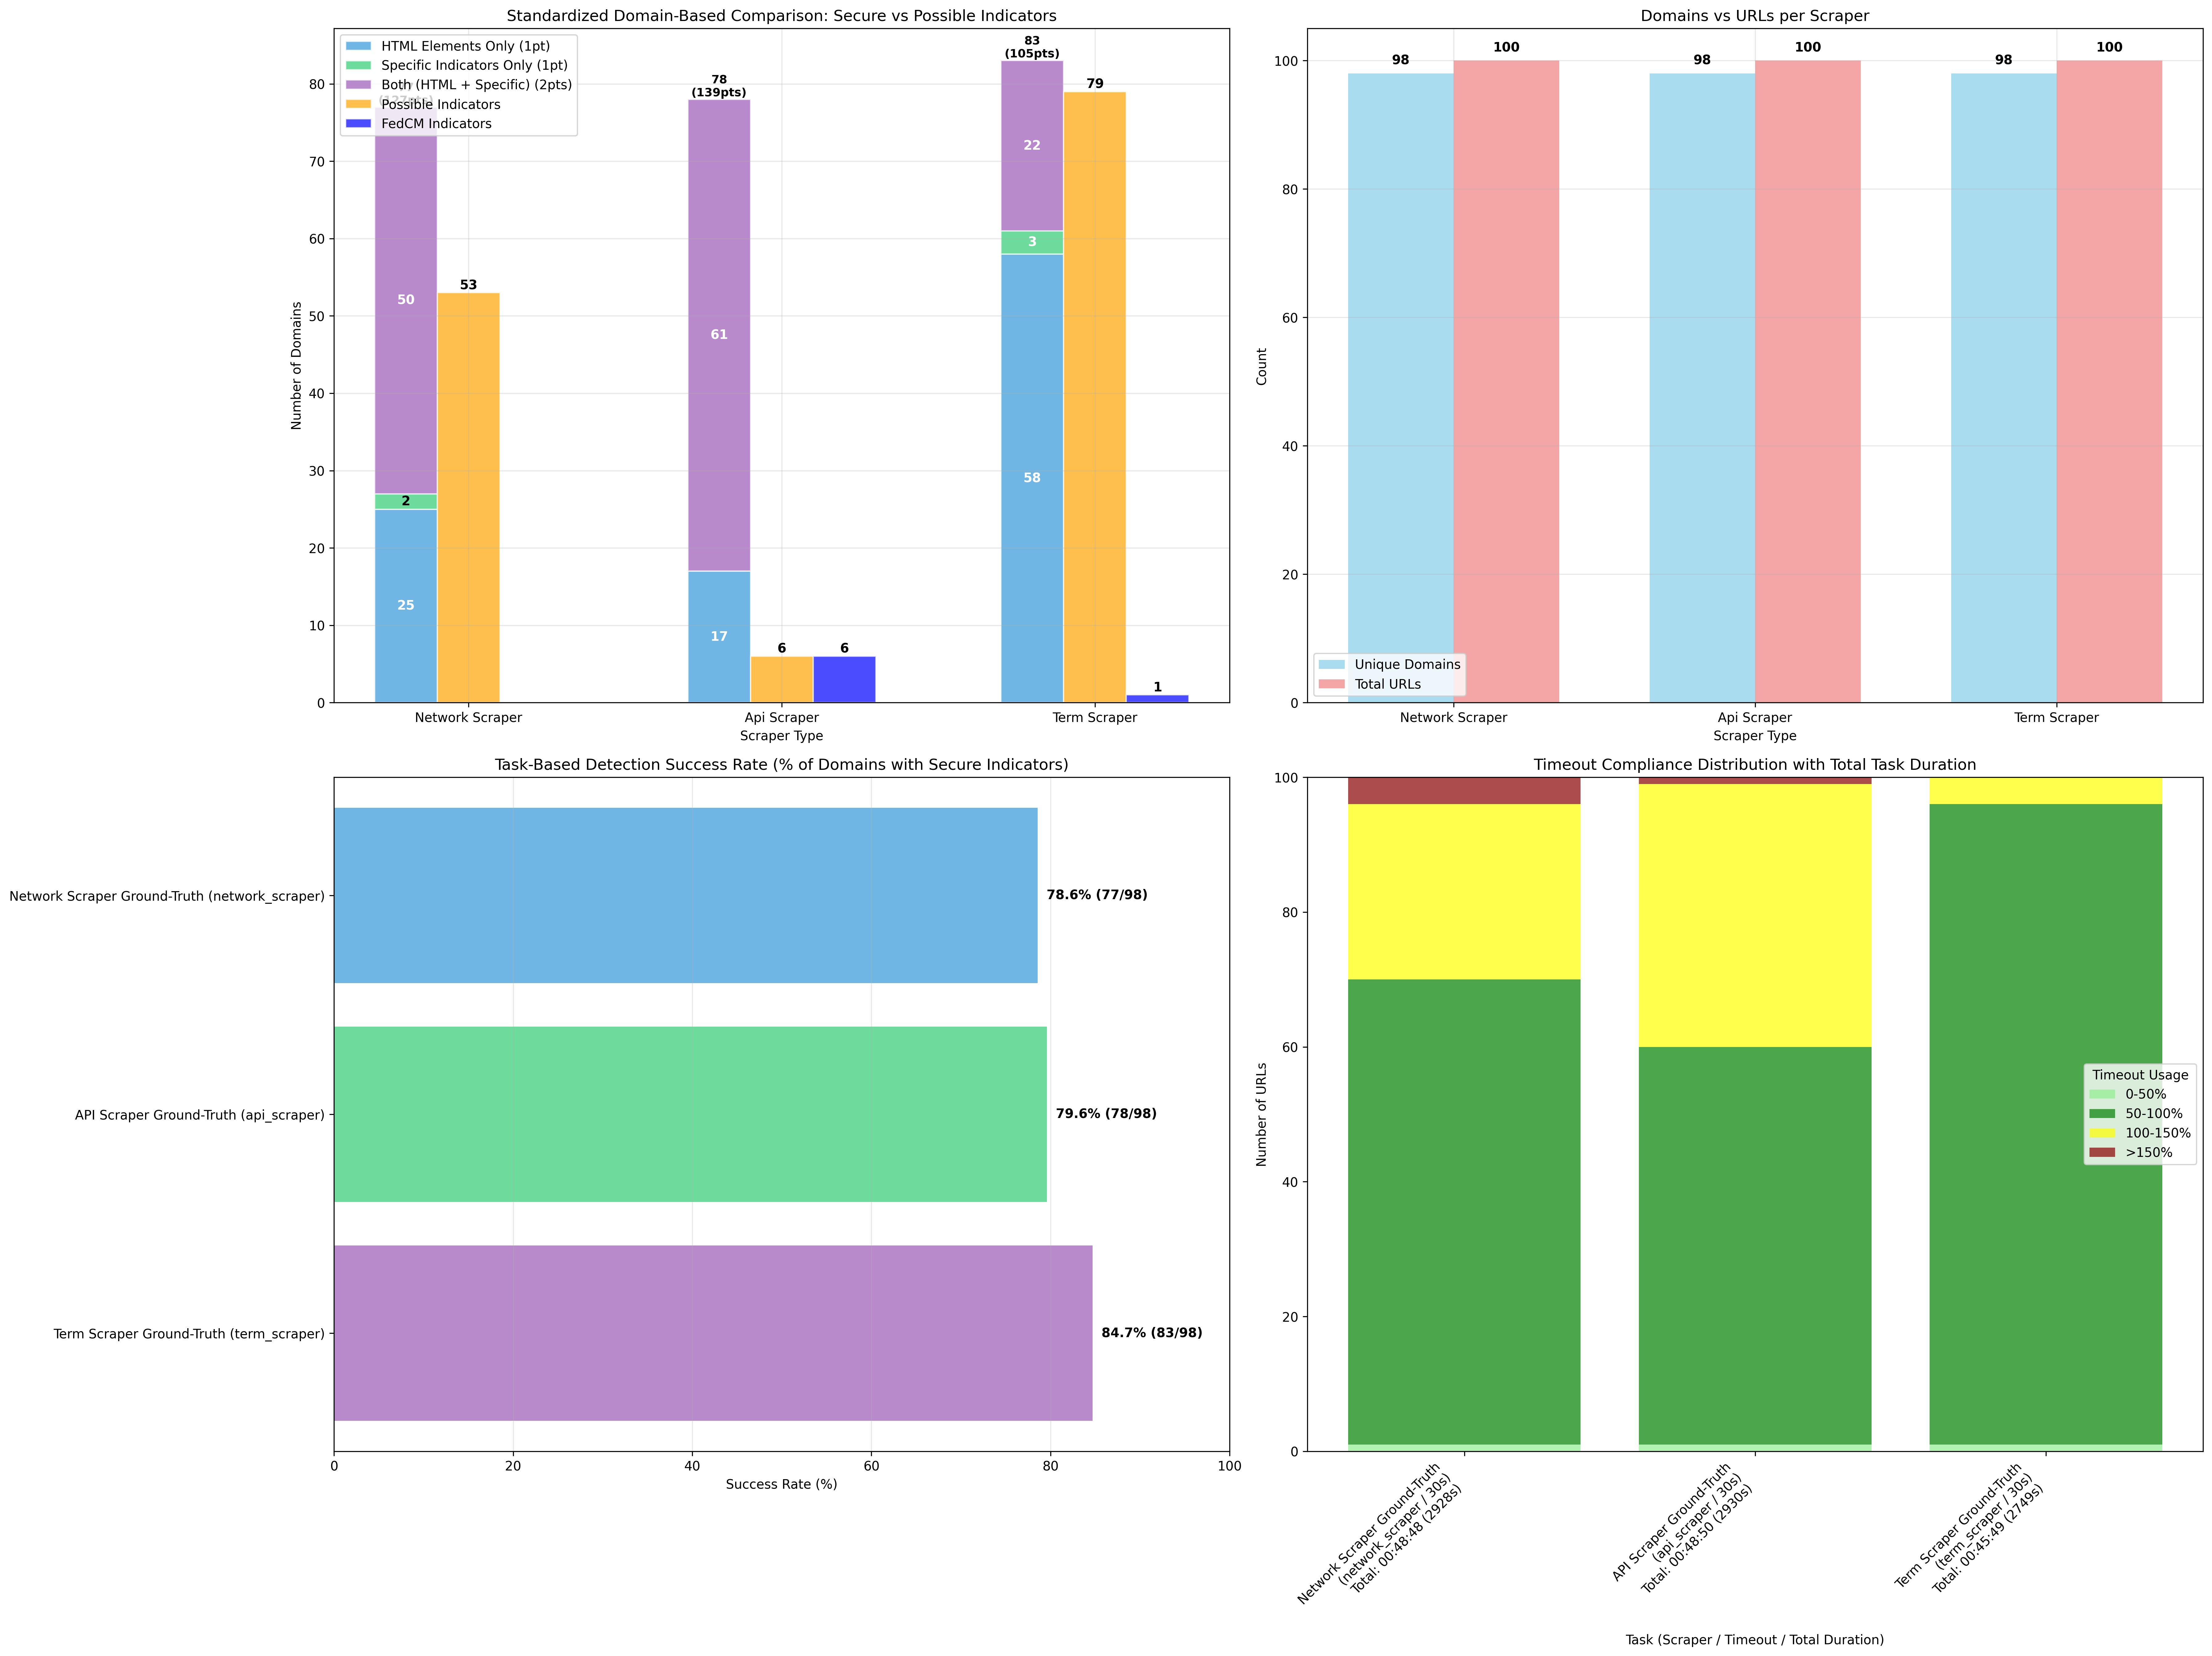 Standardized Domain-Based Comparison: Secure vs Possible Indicators
HTML Elements Only (1pt)
Specific Indicators Only (1pt)
Both (HTML + Specific) (2pts)
Possible Indicators
FedCM Indicators
83
(105pts)
78
(139pts)
79
22
3
58
50
2
25
53
61
17
6
6
1
80
70
60
50
40
30
20
10
0
Number of Domains
Network Scraper
Api Scraper
Term Scraper
Scraper Type
Domains vs URLs per Scraper
98
100
98
100
98
100
100
80
60
40
20
0
Count
Unique Domains
Total URLs
Network Scraper
Api Scraper
Term Scraper
Scraper Type
Task-Based Detection Success Rate (% of Domains with Secure Indicators)
Network Scraper Ground-Truth (network_scraper)
78.6% (77/98)
API Scraper Ground-Truth (api_scraper)
79.6% (78/98)
Term Scraper Ground-Truth (term_scraper)
84.7% (83/98)
0
20
40
60
80
100
Success Rate (%)
Timeout Compliance Distribution with Total Task Duration
100
80
60
40
20
0
Number of URLs
Timeout Usage
0-50%
50-100%
100-150%
>150%
Network Scraper Ground-Truth
(network_scraper / 30s)
Total: 00:48:48 (2928s)
API Scraper Ground-Truth
(api_scraper / 30s)
Total: 00:48:50 (2930s)
Term Scraper Ground-Truth
(term_scraper / 30s)
Total: 00:45:49 (2749s)
Task (Scraper / Timeout / Total Duration)